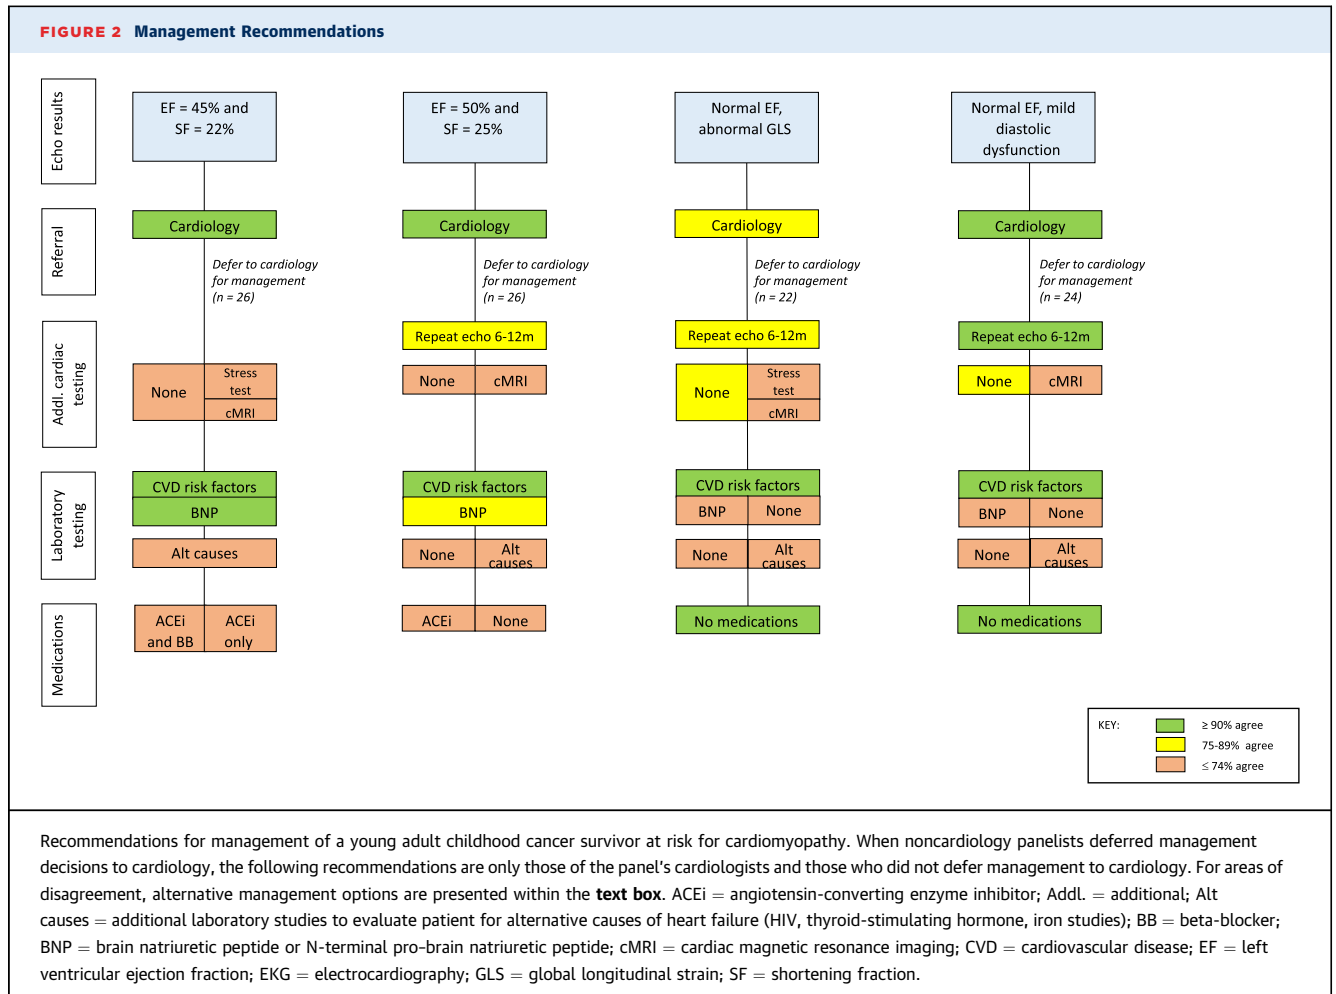 FIGURE 2 Management Recommendations
Echo results
EF = 45% and
SF = 22%
EF = 50% and
SF = 25%
Normal EF,
abnormal GLS
Normal EF, mild
diastolic
dysfunction
Referral
Cardiology
Cardiology
Cardiology
Cardiology
Defer to cardiology
for management
(n = 26)
Defer to cardiology
for management
(n = 26)
Defer to cardiology
for management
(n = 22)
Defer to cardiology
for management
(n = 24)
Addl. cardiac
testing
Repeat echo 6-12m
Repeat echo 6-12m
Repeat echo 6-12m
None
Stress
test
cMRI
None
cMRI
None
Stress
test
cMRI
None
cMRI
Laboratory
testing
CVD risk factors
BNP
Alt causes
CVD risk factors
BNP
None
Alt
causes
CVD risk factors
BNP
None
None
Alt
causes
CVD risk factors
BNP
None
None
Alt
causes
Medications
ACEi
and BB
ACEi
only
ACEi
None
No medications
No medications
KEY:
≥ 90% agree
75-89% agree
≤ 74% agree
Recommendations for management of a young adult childhood cancer survivor at risk for cardiomyopathy. When noncardiology panelists deferred management
decisions to cardiology, the following recommendations are only those of the panel's cardiologists and those who did not defer management to cardiology. For areas of
disagreement, alternative management options are presented within the text box. ACEi = angiotensin-converting enzyme inhibitor; Addl. = additional; Alt
causes = additional laboratory studies to evaluate patient for alternative causes of heart failure (HIV, thyroid-stimulating hormone, iron studies); BB = beta-blocker;
BNP = brain natriuretic peptide or N-terminal pro–brain natriuretic peptide; cMRI = cardiac magnetic resonance imaging; CVD = cardiovascular disease; EF = left
ventricular ejection fraction; EKG = electrocardiography; GLS = global longitudinal strain; SF = shortening fraction.